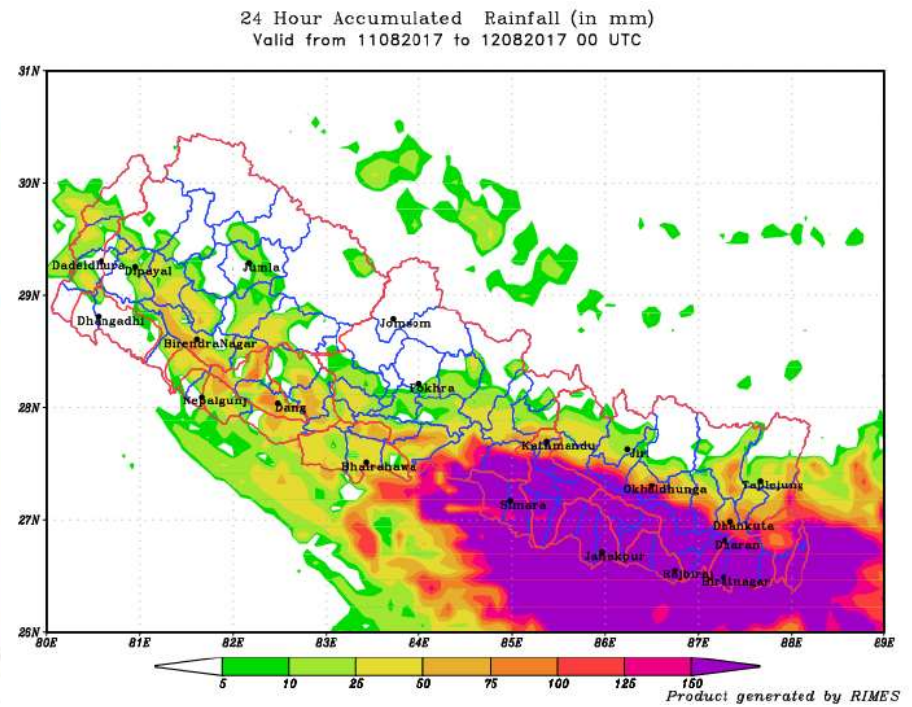 24 Hour Accumulated Rainfall (in mm)
Valid from 11082017 to 12082017 00 UTC
31N
30N
Dadeldhura
Dipayal
Jumla
29N
Dhangadhi
Jomsom
BirendraNagar
Pokhra
28N
Nepalgunj
Dang
Kathmandu
Jiri
Bhairahawa
Okhaldhunga
Taplejung
Simara
27N
Dhankuta
Dharan
Janakpur
Rajbiraj
Biratnagar
26N
80E 81E 82E 83E 84E 85E 86E 87E 88E 89E
5 10 25 50 75 100 125 150
Product generated by RIMES